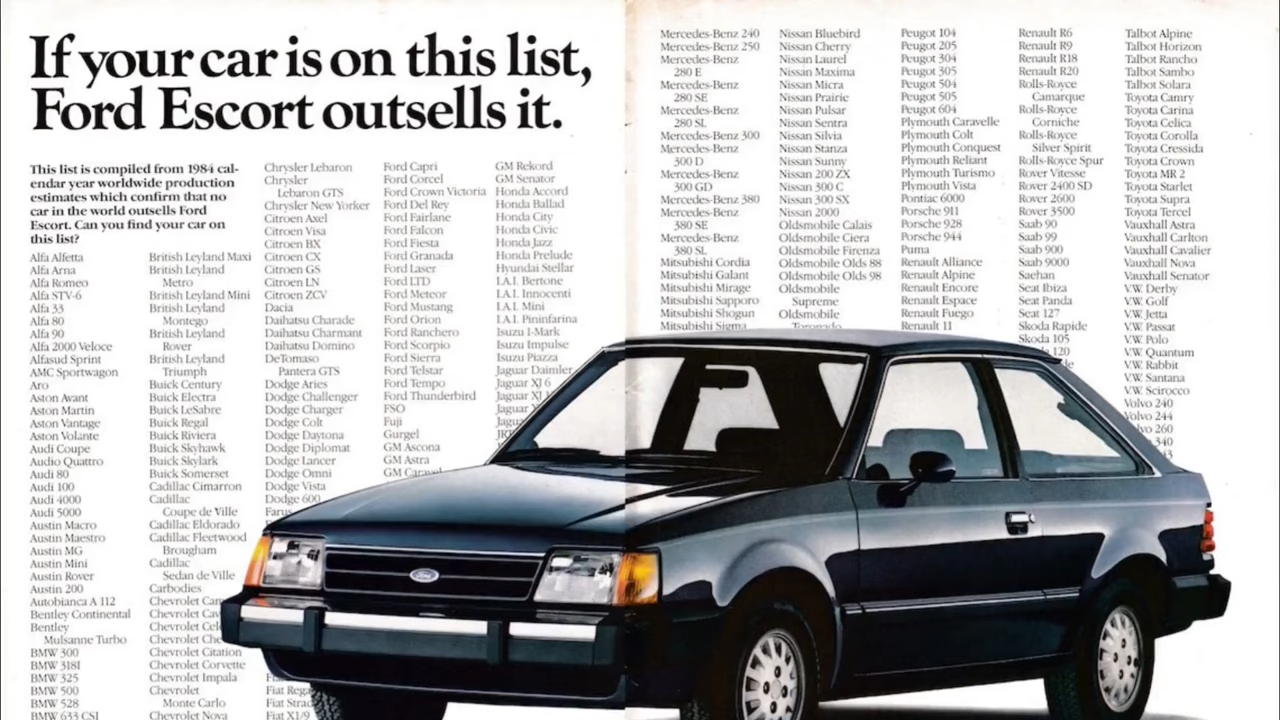 If your car is on this list,
Ford Escort outsells it.
This list is compiled from 1984 cal-
endar year worldwide production
estimates which confirm that no
car in the world outsells Ford
Escort. Can you find your car on
this list?
Alfa Alfetta
Alfa Arna
Alfa Romeo
Alfa STV-6
Alfa 33
Alfa 80
Alfa 90
Alfa 2000 Veloce
Alfasud Sprint
AMC Sportwagon
Aro
Aston Avant
Aston Martin
Aston Vantage
Aston Volante
Audi Coupe
Audio Quattro
Audi 80
Audi 100
Audi 4000
Audi 5000
Austin Macro
Austin Maestro
Austin MG
Austin Mini
Austin Rover
Austin 200
Autobianca A 112
Bentley Continental
Bentley
Mulsanne Turbo
BMW 300
BMW 318I
BMW 325
BMW 500
BMW 528
BMW 633 CSI
British Leyland Maxi
British Leyland
Metro
British Leyland Mini
British Leyland
Montego
British Leyland
Rover
British Leyland
Triumph
Buick Century
Buick Electra
Buick LeSabre
Buick Regal
Buick Riviera
Buick Skyhawk
Buick Skylark
Buick Somerset
Cadillac Cimarron
Cadillac
Coupe de Ville
Cadillac Eldorado
Cadillac Fleetwood
Brougham
Cadillac
Sedan de Ville
Carbodies
Chevrolet
Chevrolet
Chevrolet
Chevrolet
Chevrolet Citation
Chevrolet Corvette
Chevrolet Impala
Chevrolet
Monte Carlo
Chevrolet Nova
Chrysler Lebaron
Chrysler
Lebaron GTS
Chrysler New Yorker
Citroen Axel
Citroen Visa
Citroen BX
Citroen CX
Citroen GS
Citroen LN
Citroen ZCV
Dacia
Daihatsu Charade
Daihatsu Charmant
Daihatsu Domino
DeTomaso
Pantera GTS
Dodge Aries
Dodge Challenger
Dodge Charger
Dodge Colt
Dodge Daytona
Dodge Diplomat
Dodge Lancer
Dodge Omni
Dodge Vista
Dodge 600
Farus
Fiat
Fiat X1/9
Ford Capri
Ford Corcel
Ford Crown Victoria
Ford Del Rey
Ford Fairlane
Ford Falcon
Ford Fiesta
Ford Granada
Ford Laser
Ford LTD
Ford Meteor
Ford Mustang
Ford Orion
Ford Ranchero
Ford Scorpio
Ford Sierra
Ford Telstar
Ford Tempo
Ford Thunderbird
FSO
Fuji
Gurgel
GM Ascona
GM Astra
GM
GM Rekord
GM Senator
Honda Accord
Honda Ballad
Honda City
Honda Civic
Honda Jazz
Honda Prelude
Hyundai Stellar
I.A.I. Bertone
I.A.I. Innocenti
I.A.I. Mini
I.A.I. Pininfarina
Isuzu I-Mark
Isuzu Impulse
Isuzu Piazza
Jaguar Daimler
Jaguar XJ 6
Jaguar
Mercedes-Benz 240
Mercedes-Benz 250
Mercedes-Benz
280 E
Mercedes-Benz
280 SE
Mercedes-Benz
280 SL
Mercedes-Benz 300
Mercedes-Benz
300 D
Mercedes-Benz
300 GD
Mercedes-Benz 380
Mercedes-Benz
380 SE
Mercedes-Benz
380 SL
Mitsubishi Cordia
Mitsubishi Galant
Mitsubishi Mirage
Mitsubishi Sapporo
Mitsubishi Shogun
Mitsubishi Sigma
Nissan Bluebird
Nissan Cherry
Nissan Laurel
Nissan Maxima
Nissan Micra
Nissan Prairie
Nissan Pulsar
Nissan Sentra
Nissan Silvia
Nissan Stanza
Nissan Sunny
Nissan 200 ZX
Nissan 300 C
Nissan 300 SX
Nissan 2000
Oldsmobile Calais
Oldsmobile Ciera
Oldsmobile Firenza
Oldsmobile Olds 88
Oldsmobile Olds 98
Oldsmobile
Supreme
Oldsmobile
Toronado
Peugot 104
Peugot 205
Peugot 304
Peugot 305
Peugot 504
Peugot 505
Peugot 604
Plymouth Caravelle
Plymouth Colt
Plymouth Conquest
Plymouth Reliant
Plymouth Turismo
Plymouth Vista
Pontiac 6000
Porsche 911
Porsche 928
Porsche 944
Puma
Renault Alliance
Renault Alpine
Renault Encore
Renault Espace
Renault Fuego
Renault 11
Renault R6
Renault R9
Renault R18
Renault R20
Rolls-Royce
Camarque
Rolls-Royce
Corniche
Rolls-Royce
Silver Spirit
Rolls-Royce Spur
Rover Vitesse
Rover 2400 SD
Rover 2600
Rover 3500
Saab 90
Saab 99
Saab 900
Saab 9000
Saehan
Seat Ibiza
Seat Panda
Seat 127
Skoda Rapide
Skoda 105
120
Talbot Alpine
Talbot Horizon
Talbot Rancho
Talbot Sambo
Talbot Solara
Toyota Camry
Toyota Carina
Toyota Celica
Toyota Corolla
Toyota Cressida
Toyota Crown
Toyota MR 2
Toyota Starlet
Toyota Supra
Toyota Tercel
Vauxhall Astra
Vauxhall Carlton
Vauxhall Cavalier
Vauxhall Nova
Vauxhall Senator
V.W. Derby
V.W. Golf
V.W. Jetta
V.W. Passat
V.W. Polo
V.W. Quantum
V.W. Rabbit
V.W. Santana
V.W. Scirocco
Volvo 240
Volvo 244
260
340
Ford